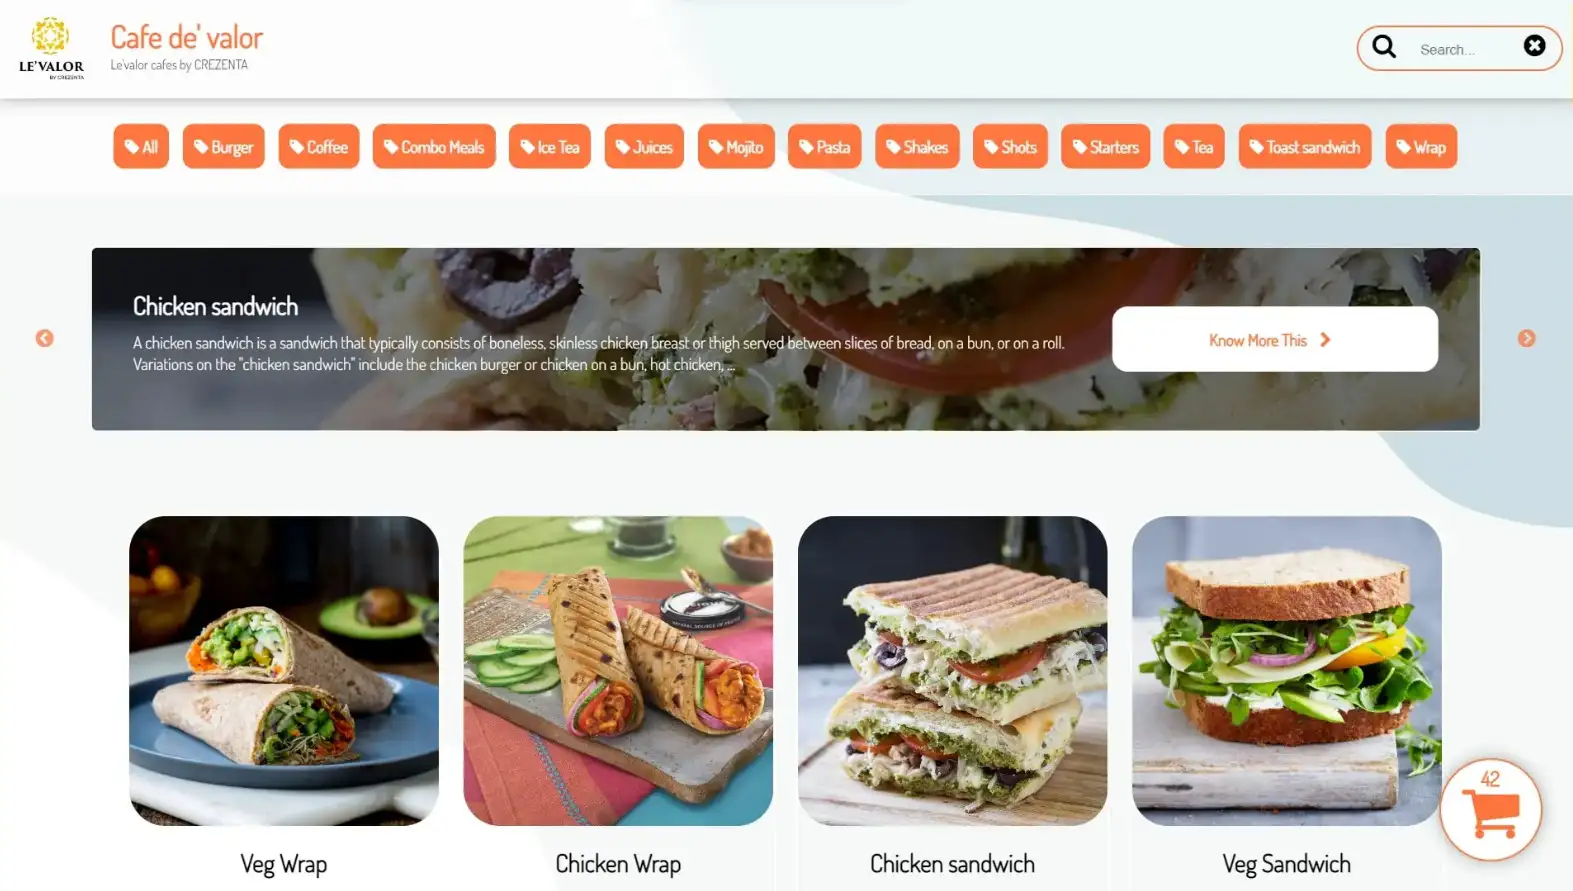 LE'VALOR
BY CREZENTA
Cafe de' valor
Le'valor cafes by CREZENTA
Search...
All
Burger
Coffee
Combo Meals
Ice Tea
Juices
Mojito
Pasta
Shakes
Shots
Starters
Tea
Toast sandwich
Wrap
Chicken sandwich
A chicken sandwich is a sandwich that typically consists of boneless, skinless chicken breast or thigh served between slices of bread, on a bun, or on a roll.
Variations on the "chicken sandwich" include the chicken burger or chicken on a bun, hot chicken, ...
Know More This
42
Veg Wrap
Chicken Wrap
Chicken sandwich
Veg Sandwich